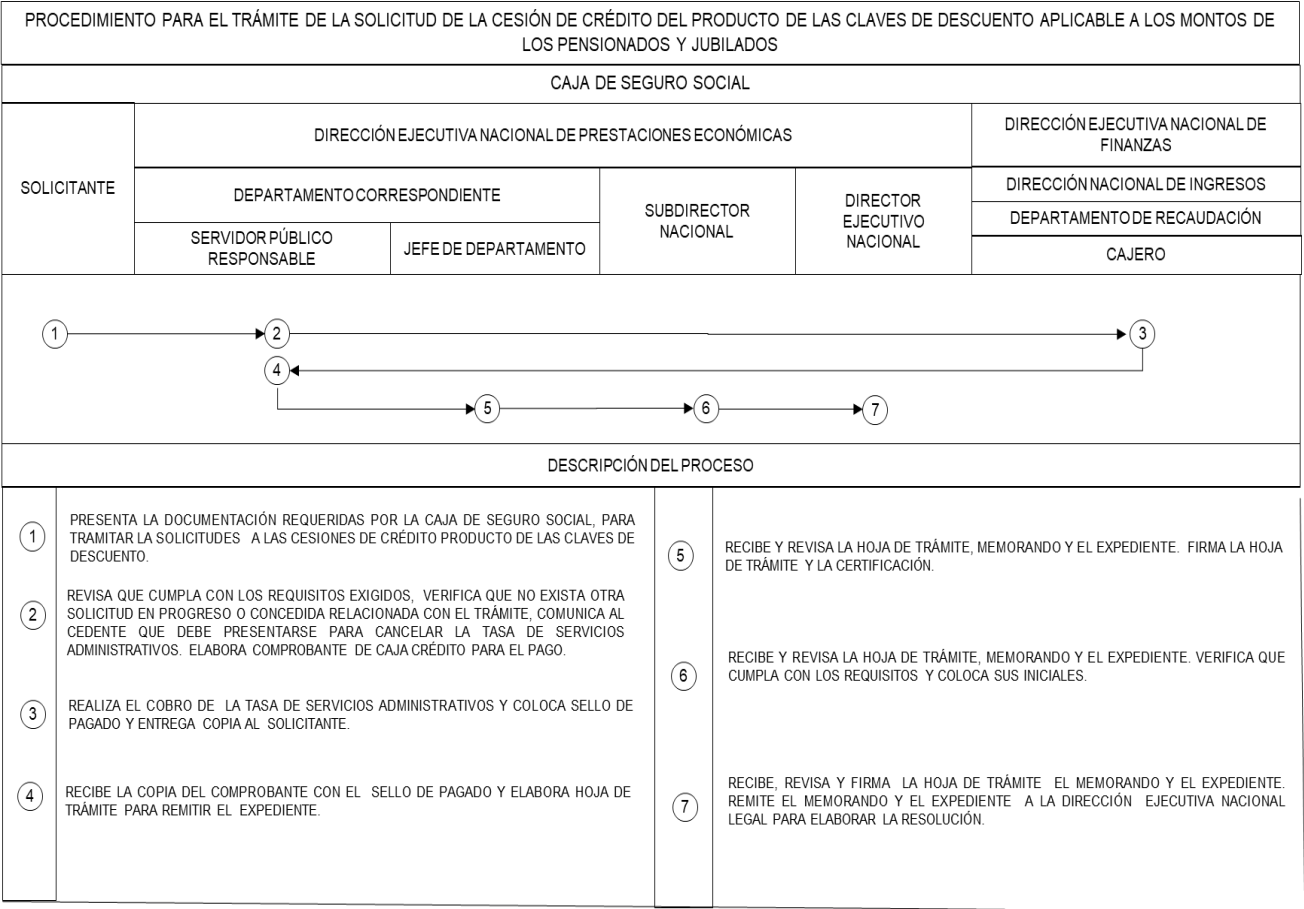 PROCEDIMIENTO PARA EL TRÁMITE DE LA SOLICITUD DE LA CESIÓN DE CRÉDITO DEL PRODUCTO DE LAS CLAVES DE DESCUENTO APLICABLE A LOS MONTOS DE
LOS PENSIONADOS Y JUBILADOS
CAJA DE SEGURO SOCIAL
SOLICITANTE
DIRECCIÓN EJECUTIVA NACIONAL DE PRESTACIONES ECONÓMICAS
DIRECCIÓN EJECUTIVA NACIONAL DE
FINANZAS
DEPARTAMENTO CORRESPONDIENTE
SUBDIRECTOR
NACIONAL
DIRECTOR
EJECUTIVO
NACIONAL
DIRECCIÓN NACIONAL DE INGRESOS
DEPARTAMENTO DE RECAUDACIÓN
SERVIDOR PÚBLICO
RESPONSABLE
JEFE DE DEPARTAMENTO
CAJERO
1
2
3
4
5
6
7
DESCRIPCIÓN DEL PROCESO
1
PRESENTA LA DOCUMENTACIÓN REQUERIDAS POR LA CAJA DE SEGURO SOCIAL, PARA
TRAMITAR LA SOLICITUDES A LAS CESIONES DE CRÉDITO PRODUCTO DE LAS CLAVES DE
DESCUENTO.
2
REVISA QUE CUMPLA CON LOS REQUISITOS EXIGIDOS, VERIFICA QUE NO EXISTA OTRA
SOLICITUD EN PROGRESO O CONCEDIDA RELACIONADA CON EL TRÁMITE, COMUNICA AL
CEDENTE QUE DEBE PRESENTARSE PARA CANCELAR LA TASA DE SERVICIOS
ADMINISTRATIVOS. ELABORA COMPROBANTE DE CAJA CRÉDITO PARA EL PAGO.
3
REALIZA EL COBRO DE LA TASA DE SERVICIOS ADMINISTRATIVOS Y COLOCA SELLO DE
PAGADO Y ENTREGA COPIA AL SOLICITANTE.
4
RECIBE LA COPIA DEL COMPROBANTE CON EL SELLO DE PAGADO Y ELABORA HOJA DE
TRÁMITE PARA REMITIR EL EXPEDIENTE.
5
RECIBE Y REVISA LA HOJA DE TRÁMITE, MEMORANDO Y EL EXPEDIENTE. FIRMA LA HOJA
DE TRÁMITE Y LA CERTIFICACIÓN.
6
RECIBE Y REVISA LA HOJA DE TRÁMITE, MEMORANDO Y EL EXPEDIENTE. VERIFICA QUE
CUMPLA CON LOS REQUISITOS Y COLOCA SUS INICIALES.
7
RECIBE, REVISA Y FIRMA LA HOJA DE TRÁMITE EL MEMORANDO Y EL EXPEDIENTE.
REMITE EL MEMORANDO Y EL EXPEDIENTE A LA DIRECCIÓN EJECUTIVA NACIONAL
LEGAL PARA ELABORAR LA RESOLUCIÓN.